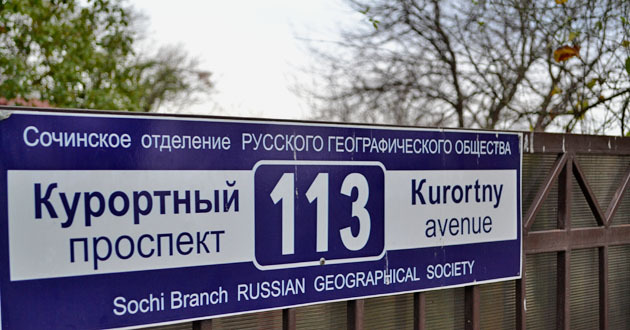 Сочинское отделение РУССКОГО ГЕОГРАФИЧЕСКОГО ОБЩЕСТВА
Курортный
проспект
113
Kurortny
avenue
Sochi Branch RUSSIAN GEOGRAPHICAL SOCIETY